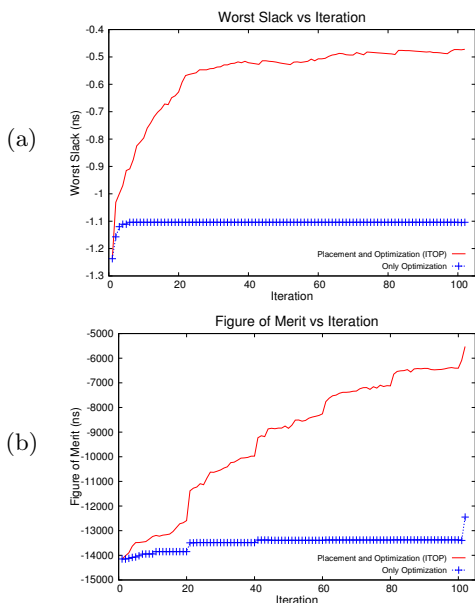 Worst Slack vs Iteration
-0.4
-0.5
-0.6
-0.7
-0.8
-0.9
-1
-1.1
-1.2
-1.3
Worst Slack (ns)
(a)
Placement and Optimization (ITOP)
Only Optimization
0
20
40
60
80
100
Iteration
Figure of Merit vs Iteration
-5000
-6000
-7000
-8000
-9000
-10000
-11000
-12000
-13000
-14000
-15000
Figure of Merit (ns)
(b)
Placement and Optimization (ITOP)
Only Optimization
0
20
40
60
80
100
Iteration